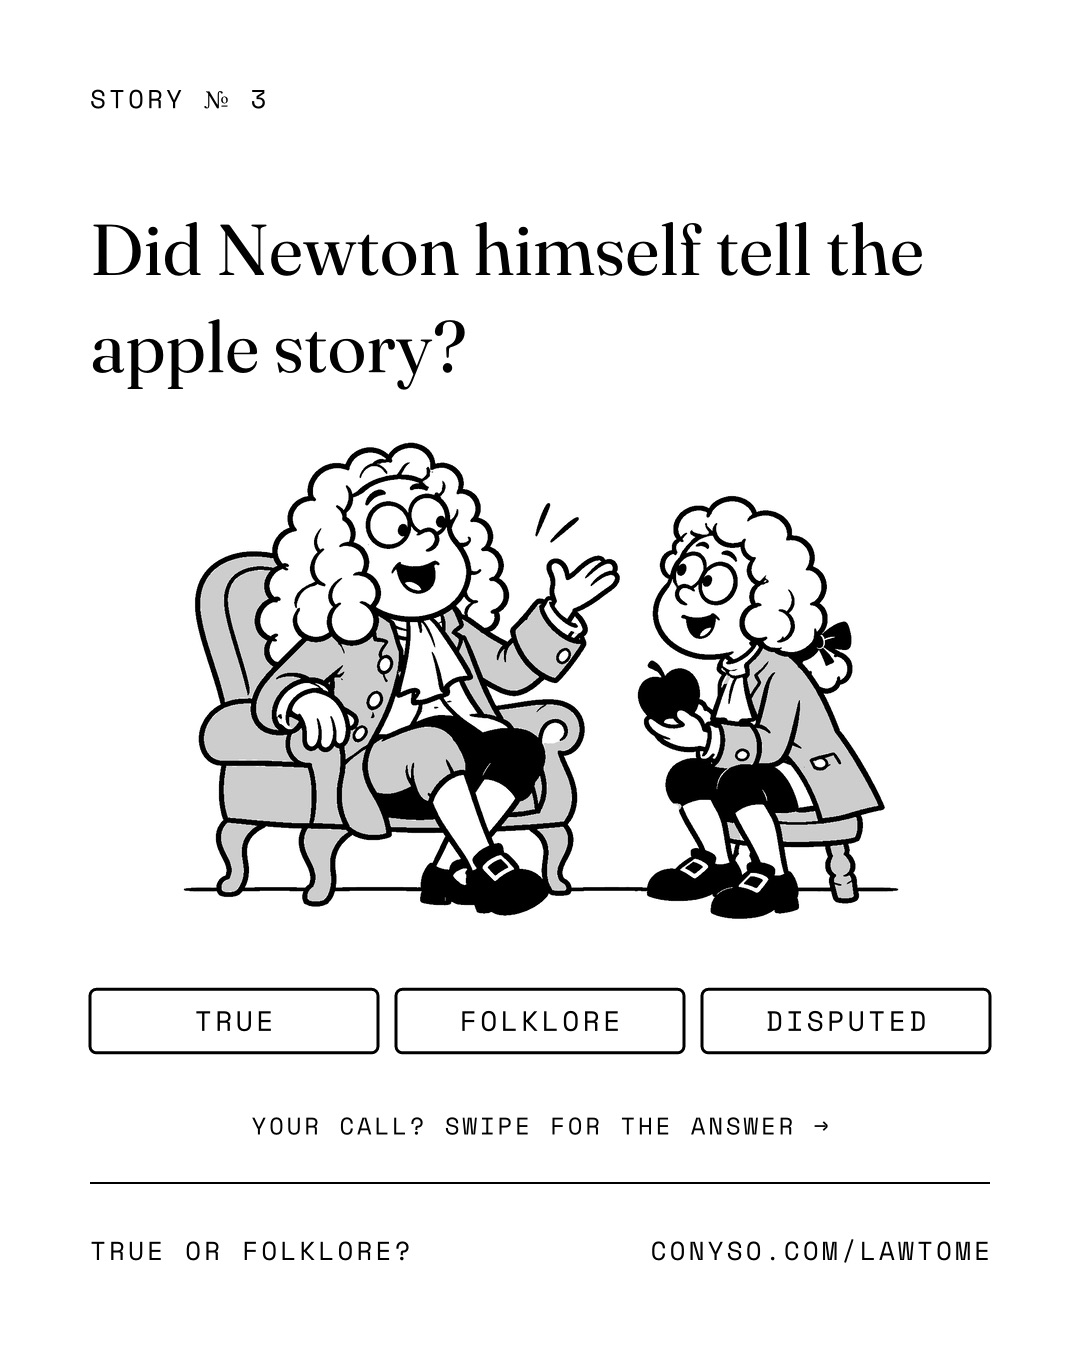 STORY № 3
Did Newton himself tell the
apple story?
TRUE
FOLKLORE
DISPUTED
YOUR CALL? SWIPE FOR THE ANSWER →
TRUE OR FOLKLORE?
CONYSO.COM/LAWTOME